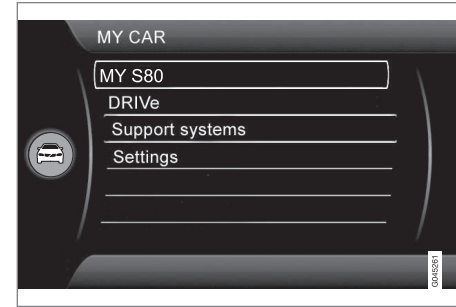 MY CAR
MY S80
DRIVe
Support systems
Settings
G045261